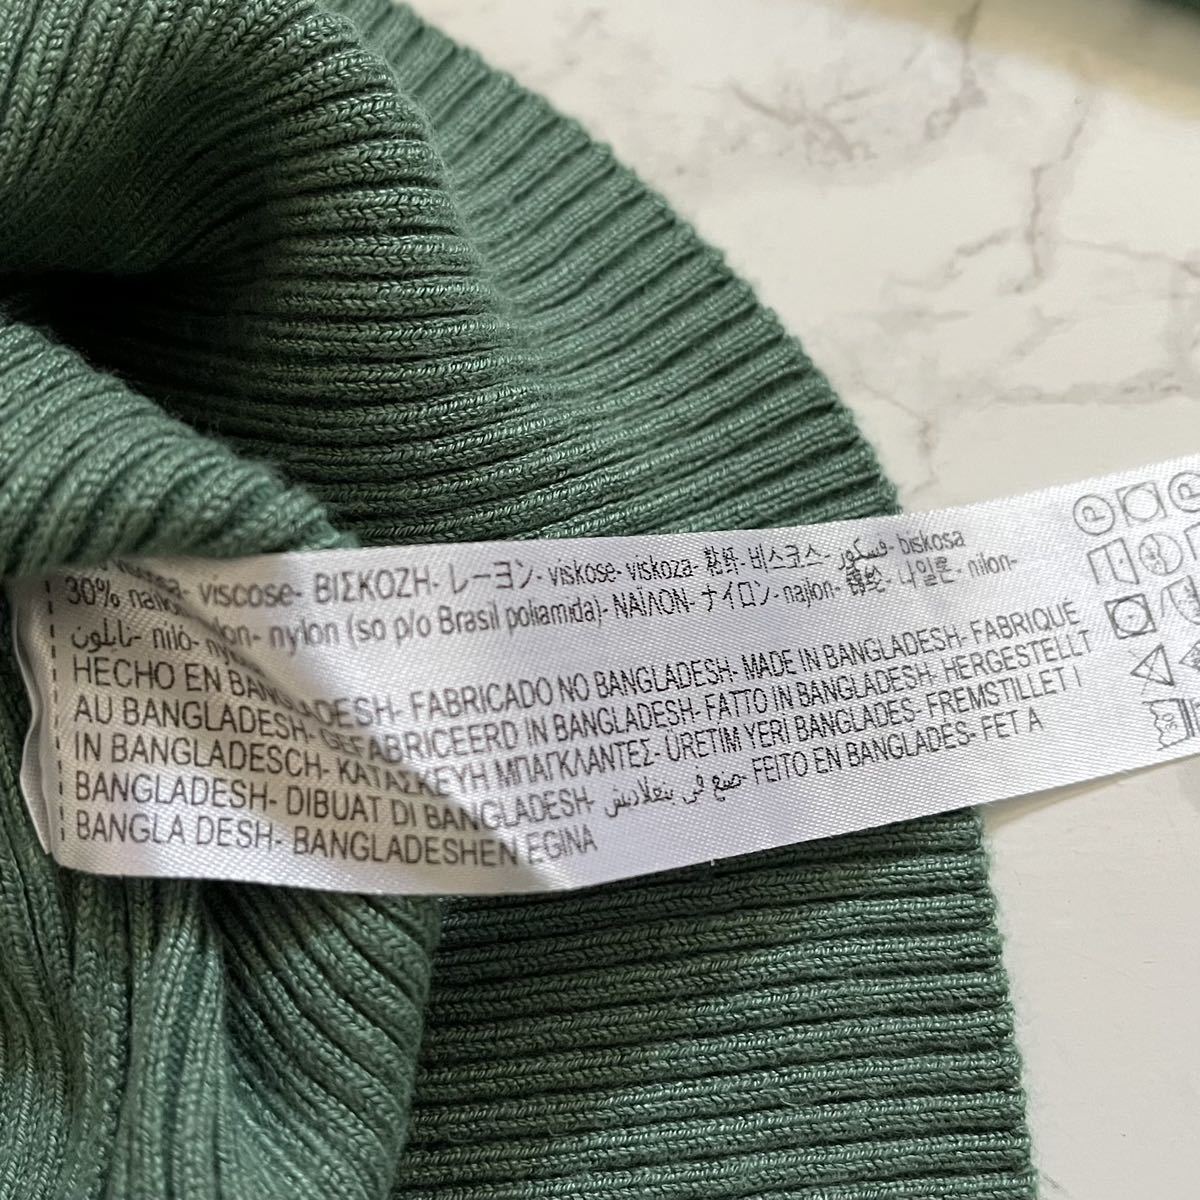 viscose- ΒΙΣΚΟΖΗ- レーヨン- viskose- viskoza- 粘纤- 비스코스- فسكوز- biskosa
30% nailon- nylon (so p/o Brasil poliamida)- ΝΑΪΛΟΝ- ナイロン- najlon- 锦纶- 나일론- nilon-
نايلون- niló-
HECHO EN BANGLADESH- FABRICADO NO BANGLADESH- MADE IN BANGLADESH- FABRIQUÉ
AU BANGLADESH- GEFABRICEERD IN BANGLADESH- FATTO IN BANGLADESH- HERGESTELLT
IN BANGLADESCH- ΚΑΤΑΣΚΕΥΗ ΜΠΑΓΚΛΑΝΤΕΣ- ÜRETIM YERI BANGLADES- FREMSTILLET I
BANGLADESH- DIBUAT DI BANGLADESH- صنع في بنغلاديش- FEITO EN BANGLADÉS- FET A
BANGLA DESH- BANGLADESHEN EGINA